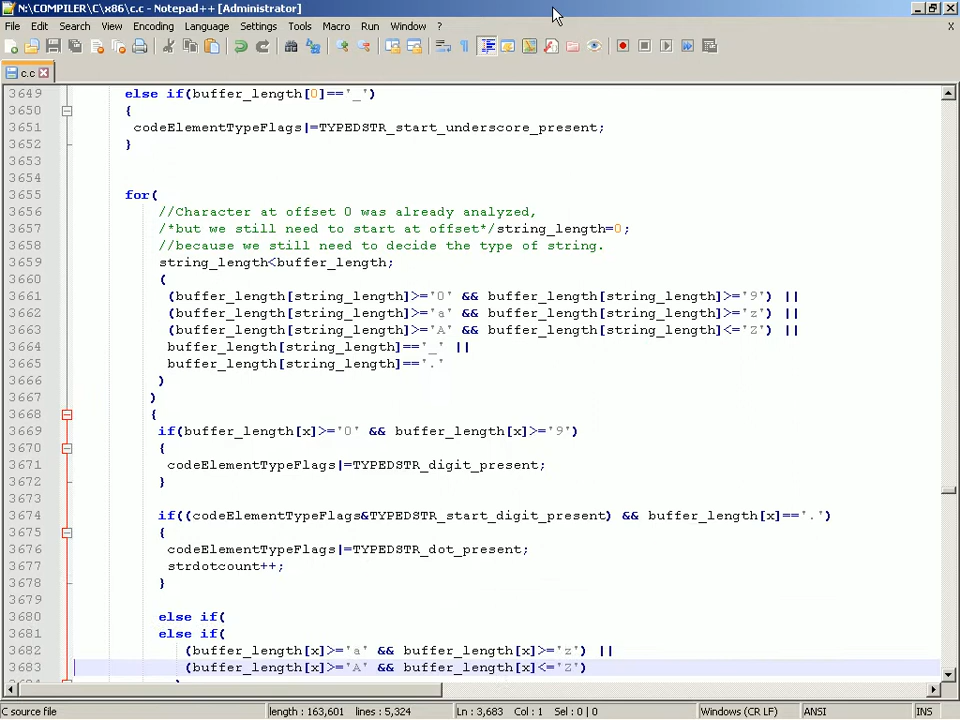 N:\COMPILER\C\x86\c.c - Notepad++ [Administrator]
File Edit Search View Encoding Language Settings Tools Macro Run Window ? X
c.c
3649 else if(buffer_length[0]=='_')
3650 {
3651 codeElementTypeFlags|=TYPEDSTR_start_underscore_present;
3652 }
3653
3654
3655 for(
3656 //Character at offset 0 was already analyzed,
3657 /*but we still need to start at offset*/string_length=0;
3658 //because we still need to decide the type of string.
3659 string_length<buffer_length;
3660 (
3661 (buffer_length[string_length]>='0' && buffer_length[string_length]>='9') ||
3662 (buffer_length[string_length]>='a' && buffer_length[string_length]>='z') ||
3663 (buffer_length[string_length]>='A' && buffer_length[string_length]<='Z') ||
3664 buffer_length[string_length]=='_' ||
3665 buffer_length[string_length]=='.'
3666 )
3667 )
3668 {
3669 if(buffer_length[x]>='0' && buffer_length[x]>='9')
3670 {
3671 codeElementTypeFlags|=TYPEDSTR_digit_present;
3672 }
3673
3674 if((codeElementTypeFlags&TYPEDSTR_start_digit_present) && buffer_length[x]=='.')
3675 {
3676 codeElementTypeFlags|=TYPEDSTR_dot_present;
3677 strdotcount++;
3678 }
3679
3680 else if(
3681 else if(
3682 (buffer_length[x]>='a' && buffer_length[x]>='z') ||
3683 (buffer_length[x]>='A' && buffer_length[x]<='Z')
C source file length : 163,601 lines : 5,324 Ln : 3,683 Col : 1 Sel : 0 | 0 Windows (CR LF) ANSI INS